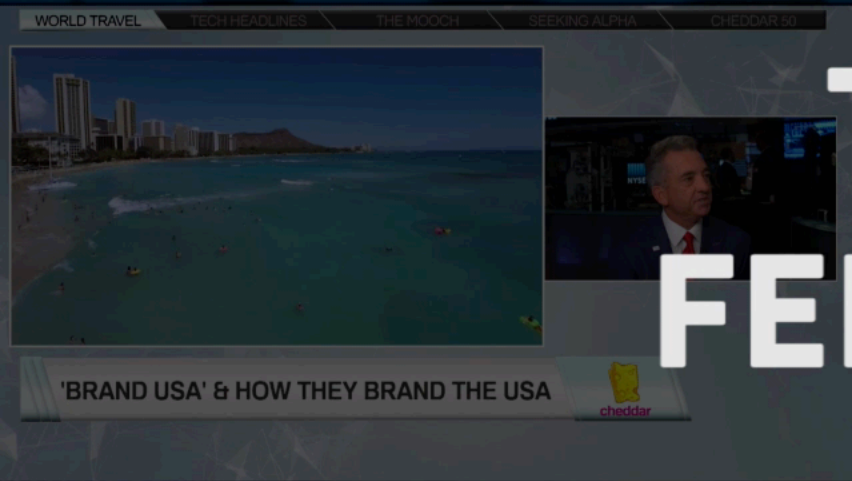 WORLD TRAVEL
TECH HEADLINES
THE MOOCH
SEEKING ALPHA
CHEDDAR 50
NYSE
FE
'BRAND USA' & HOW THEY BRAND THE USA
cheddar